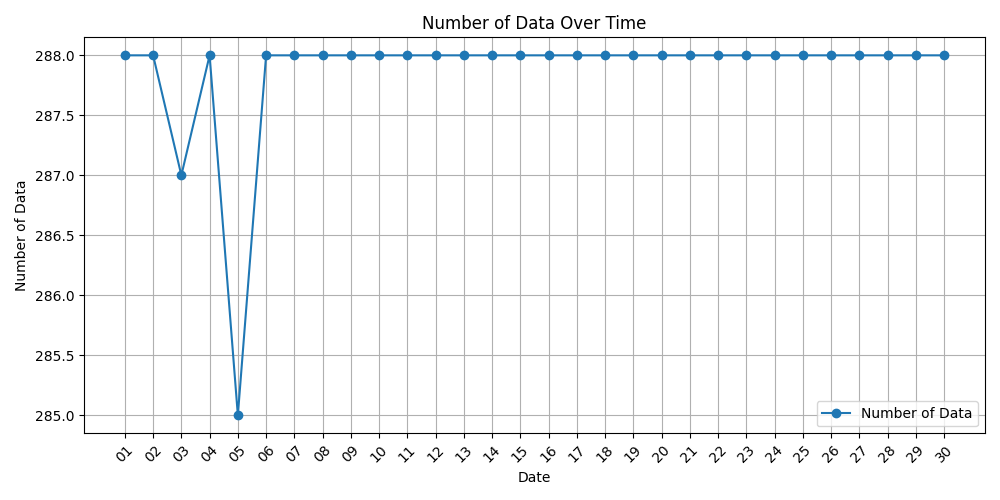 Number of Data Over Time
Number of Data
288.0
287.5
287.0
286.5
286.0
285.5
285.0
Number of Data
01 02 03 04 05 06 07 08 09 10 11 12 13 14 15 16 17 18 19 20 21 22 23 24 25 26 27 28 29 30
Date